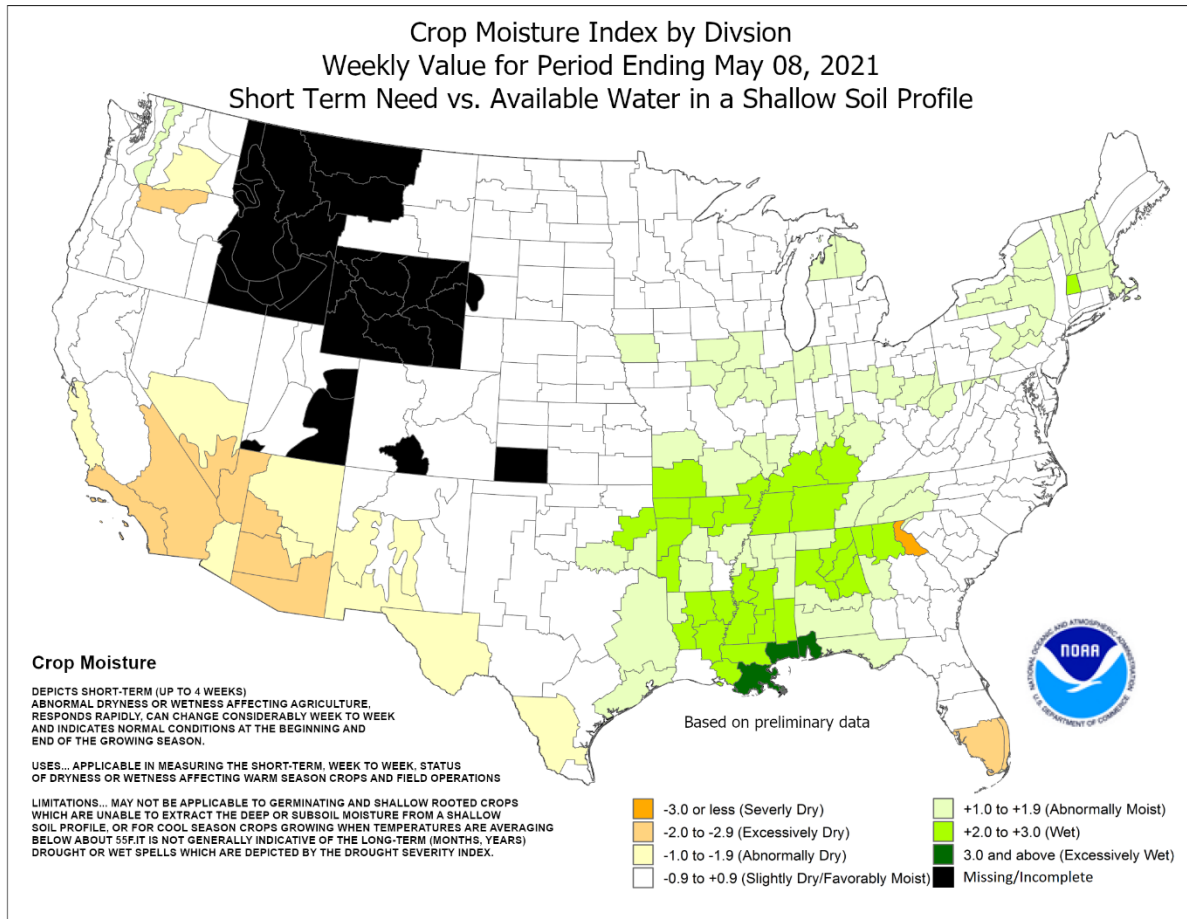 Crop Moisture Index by Divsion
Weekly Value for Period Ending May 08, 2021
Short Term Need vs. Available Water in a Shallow Soil Profile
Crop Moisture
DEPICTS SHORT-TERM (UP TO 4 WEEKS)
ABNORMAL DRYNESS OR WETNESS AFFECTING AGRICULTURE,
RESPONDS RAPIDLY, CAN CHANGE CONSIDERABLY WEEK TO WEEK
AND INDICATES NORMAL CONDITIONS AT THE BEGINNING AND
END OF THE GROWING SEASON.
USES... APPLICABLE IN MEASURING THE SHORT-TERM, WEEK TO WEEK, STATUS
OF DRYNESS OR WETNESS AFFECTING WARM SEASON CROPS AND FIELD OPERATIONS
LIMITATIONS... MAY NOT BE APPLICABLE TO GERMINATING AND SHALLOW ROOTED CROPS
WHICH ARE UNABLE TO EXTRACT THE DEEP OR SUBSOIL MOISTURE FROM A SHALLOW
SOIL PROFILE, OR FOR COOL SEASON CROPS GROWING WHEN TEMPERATURES ARE AVERAGING
BELOW ABOUT 55F.IT IS NOT GENERALLY INDICATIVE OF THE LONG-TERM (MONTHS, YEARS)
DROUGHT OR WET SPELLS WHICH ARE DEPICTED BY THE DROUGHT SEVERITY INDEX.
Based on preliminary data
NATIONAL OCEANIC AND ATMOSPHERIC ADMINISTRATION
NOAA
U.S. DEPARTMENT OF COMMERCE
-3.0 or less (Severly Dry)
-2.0 to -2.9 (Excessively Dry)
-1.0 to -1.9 (Abnormally Dry)
-0.9 to +0.9 (Slightly Dry/Favorably Moist)
+1.0 to +1.9 (Abnormally Moist)
+2.0 to +3.0 (Wet)
3.0 and above (Excessively Wet)
Missing/Incomplete